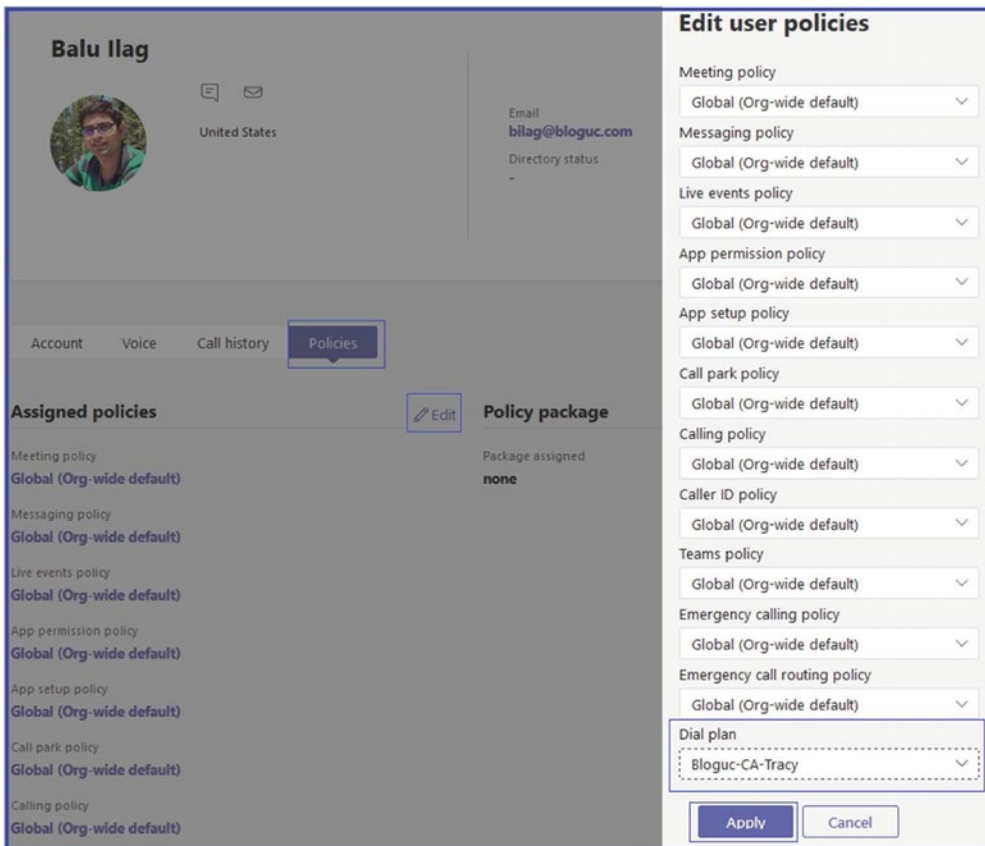 Balu Ilag
United States
Email
bilag@bloguc.com
Directory status
-
Account Voice Call history Policies
Assigned policies Edit Policy package
Meeting policy
Global (Org-wide default)
Package assigned
none
Messaging policy
Global (Org-wide default)
Live events policy
Global (Org-wide default)
App permission policy
Global (Org-wide default)
App setup policy
Global (Org-wide default)
Call park policy
Global (Org-wide default)
Calling policy
Global (Org-wide default)
Edit user policies
Meeting policy
Global (Org-wide default)
Messaging policy
Global (Org-wide default)
Live events policy
Global (Org-wide default)
App permission policy
Global (Org-wide default)
App setup policy
Global (Org-wide default)
Call park policy
Global (Org-wide default)
Calling policy
Global (Org-wide default)
Caller ID policy
Global (Org-wide default)
Teams policy
Global (Org-wide default)
Emergency calling policy
Global (Org-wide default)
Emergency call routing policy
Global (Org-wide default)
Dial plan
Bloguc-CA-Tracy
Apply Cancel